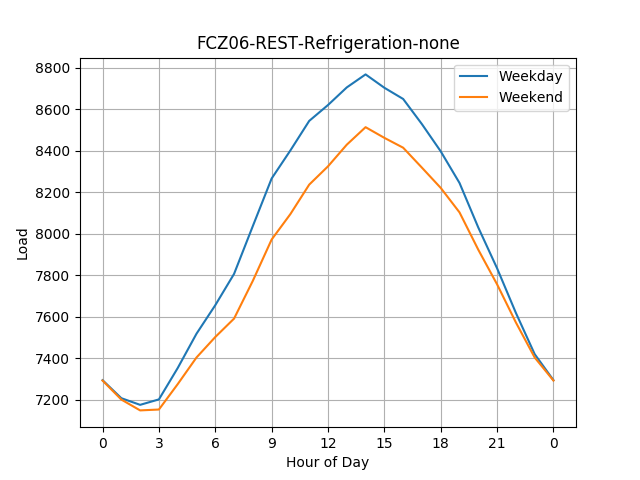 FCZ06-REST-Refrigeration-none
Weekday
Weekend
Load
8800
8600
8400
8200
8000
7800
7600
7400
7200
0 3 6 9 12 15 18 21 0
Hour of Day